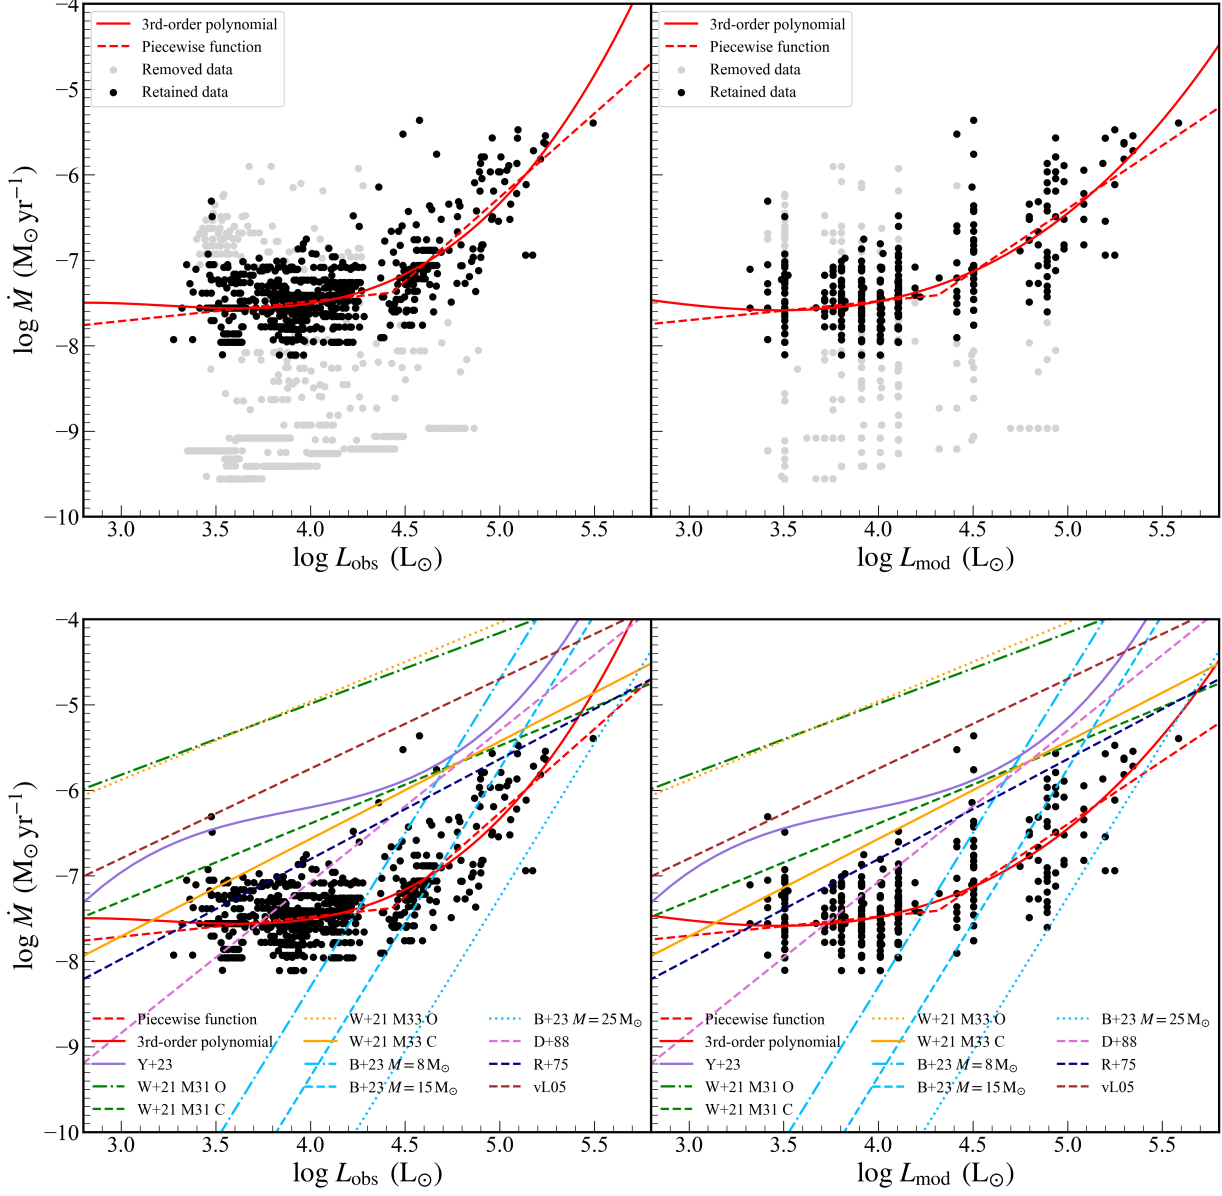 −4
−5
−6
−7
−8
−9
−10
log Ṁ (M⊙ yr⁻¹)
3rd-order polynomial
Piecewise function
Removed data
Retained data
3.0 3.5 4.0 4.5 5.0 5.5
log L_obs (L⊙)
3rd-order polynomial
Piecewise function
Removed data
Retained data
3.0 3.5 4.0 4.5 5.0 5.5
log L_mod (L⊙)
−4
−5
−6
−7
−8
−9
−10
log Ṁ (M⊙ yr⁻¹)
Piecewise function
3rd-order polynomial
Y+23
W+21 M31 O
W+21 M31 C
W+21 M33 O
W+21 M33 C
B+23 M = 8 M⊙
B+23 M = 15 M⊙
B+23 M = 25 M⊙
D+88
R+75
vL05
3.0 3.5 4.0 4.5 5.0 5.5
log L_obs (L⊙)
Piecewise function
3rd-order polynomial
Y+23
W+21 M31 O
W+21 M31 C
W+21 M33 O
W+21 M33 C
B+23 M = 8 M⊙
B+23 M = 15 M⊙
B+23 M = 25 M⊙
D+88
R+75
vL05
3.0 3.5 4.0 4.5 5.0 5.5
log L_mod (L⊙)